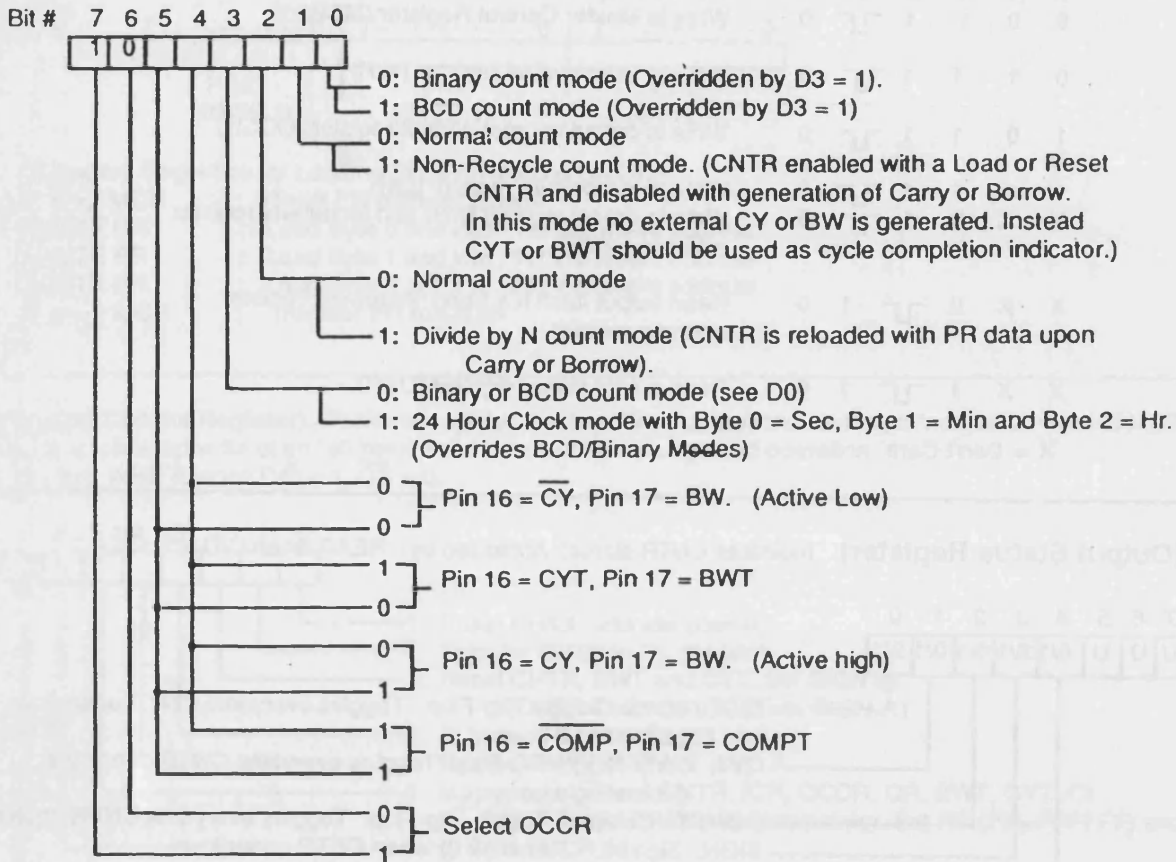 Bit # 7 6 5 4 3 2 1 0
1 0
0: Binary count mode (Overridden by D3 = 1).
1: BCD count mode (Overridden by D3 = 1)
0: Normal count mode
1: Non-Recycle count mode. (CNTR enabled with a Load or Reset
CNTR and disabled with generation of Carry or Borrow.
In this mode no external CY or BW is generated. Instead
CYT or BWT should be used as cycle completion indicator.)
0: Normal count mode
1: Divide by N count mode (CNTR is reloaded with PR data upon
Carry or Borrow).
0: Binary or BCD count mode (see D0)
1: 24 Hour Clock mode with Byte 0 = Sec, Byte 1 = Min and Byte 2 = Hr.
(Overrides BCD/Binary Modes)
0
Pin 16 = C̅Y̅, Pin 17 = BW. (Active Low)
0
1
Pin 16 = CYT, Pin 17 = BWT
0
0
Pin 16 = CY, Pin 17 = BW. (Active high)
1
1
Pin 16 = C̅O̅M̅P̅, Pin 17 = COMPT
1
0
Select OCCR
1